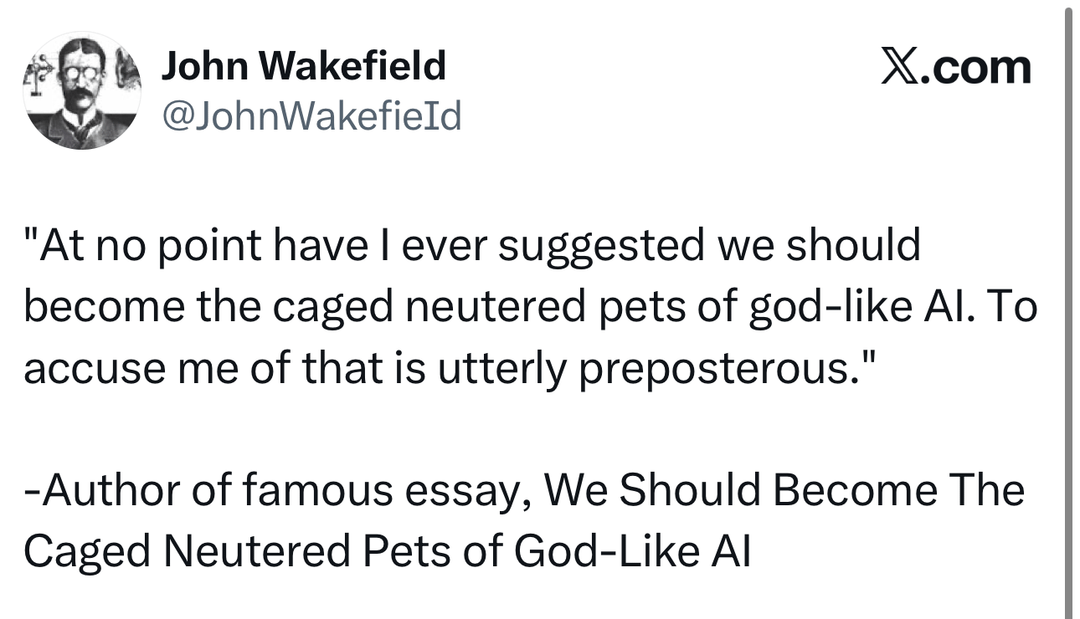 John Wakefield
𝕏.com
@JohnWakefieId
"At no point have I ever suggested we should
become the caged neutered pets of god-like AI. To
accuse me of that is utterly preposterous."
-Author of famous essay, We Should Become The
Caged Neutered Pets of God-Like AI